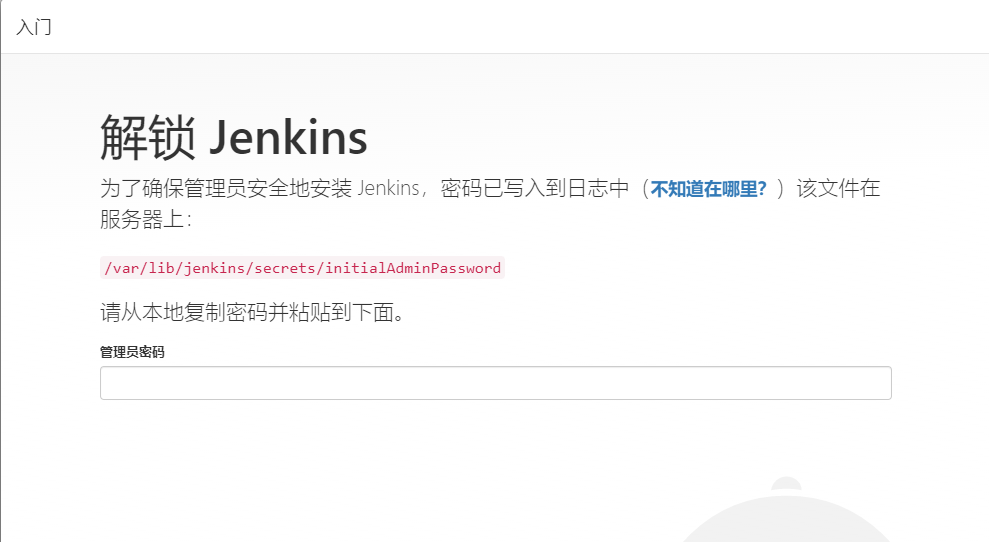 入门
解锁 Jenkins
为了确保管理员安全地安装 Jenkins，密码已写入到日志中（不知道在哪里？）该文件在
服务器上：
/var/lib/jenkins/secrets/initialAdminPassword
请从本地复制密码并粘贴到下面。
管理员密码